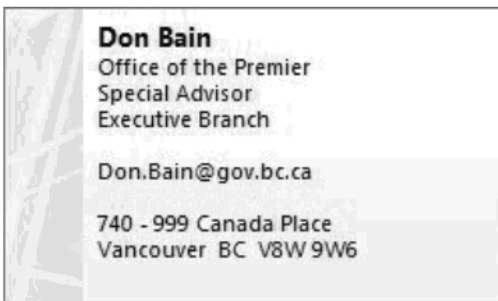 Don Bain
Office of the Premier
Special Advisor
Executive Branch
Don.Bain@gov.bc.ca
740 - 999 Canada Place
Vancouver BC V8W 9W6